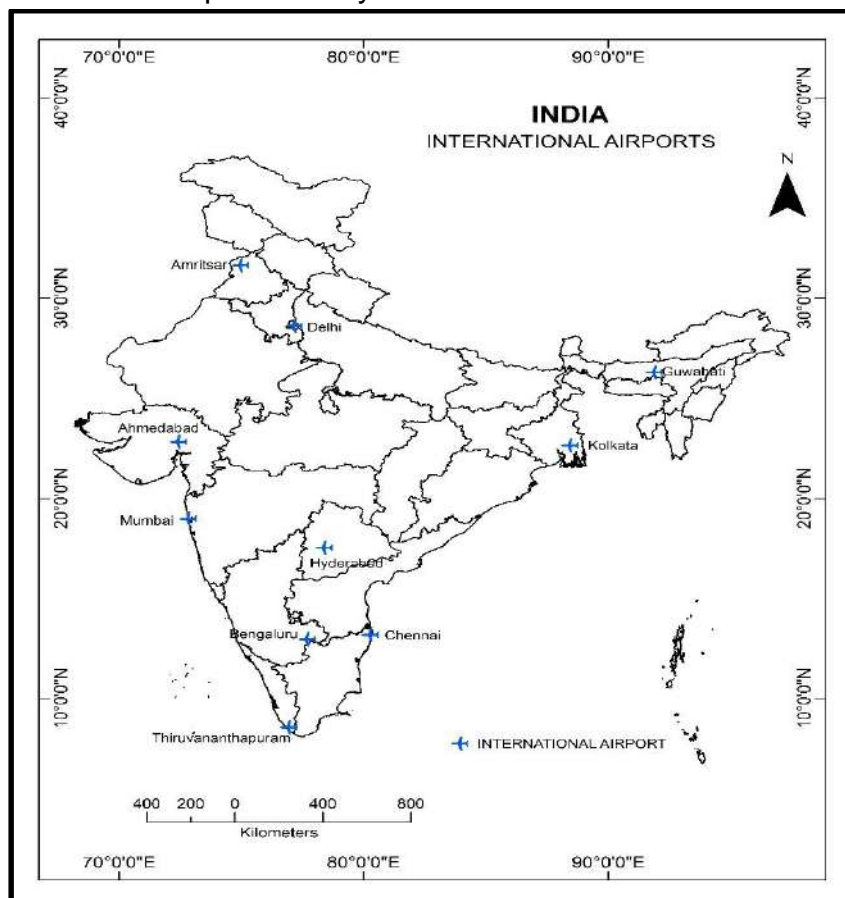 70°0'0"N 80°0'0"N 90°0'0"N
40°0'0"N 40°0'0"N
INDIA
INTERNATIONAL AIRPORTS
N
Amritsar
30°0'0"N 30°0'0"N
Delhi
Guwahati
Ahmedabad
Kolkata
20°0'0"N 20°0'0"N
Mumbai
Hyderabad
Bengaluru
Chennai
10°0'0"N 10°0'0"N
Thiruvananthapuram
INTERNATIONAL AIRPORT
400 200 0 400 800
Kilometers
70°0'0"N 80°0'0"N 90°0'0"N